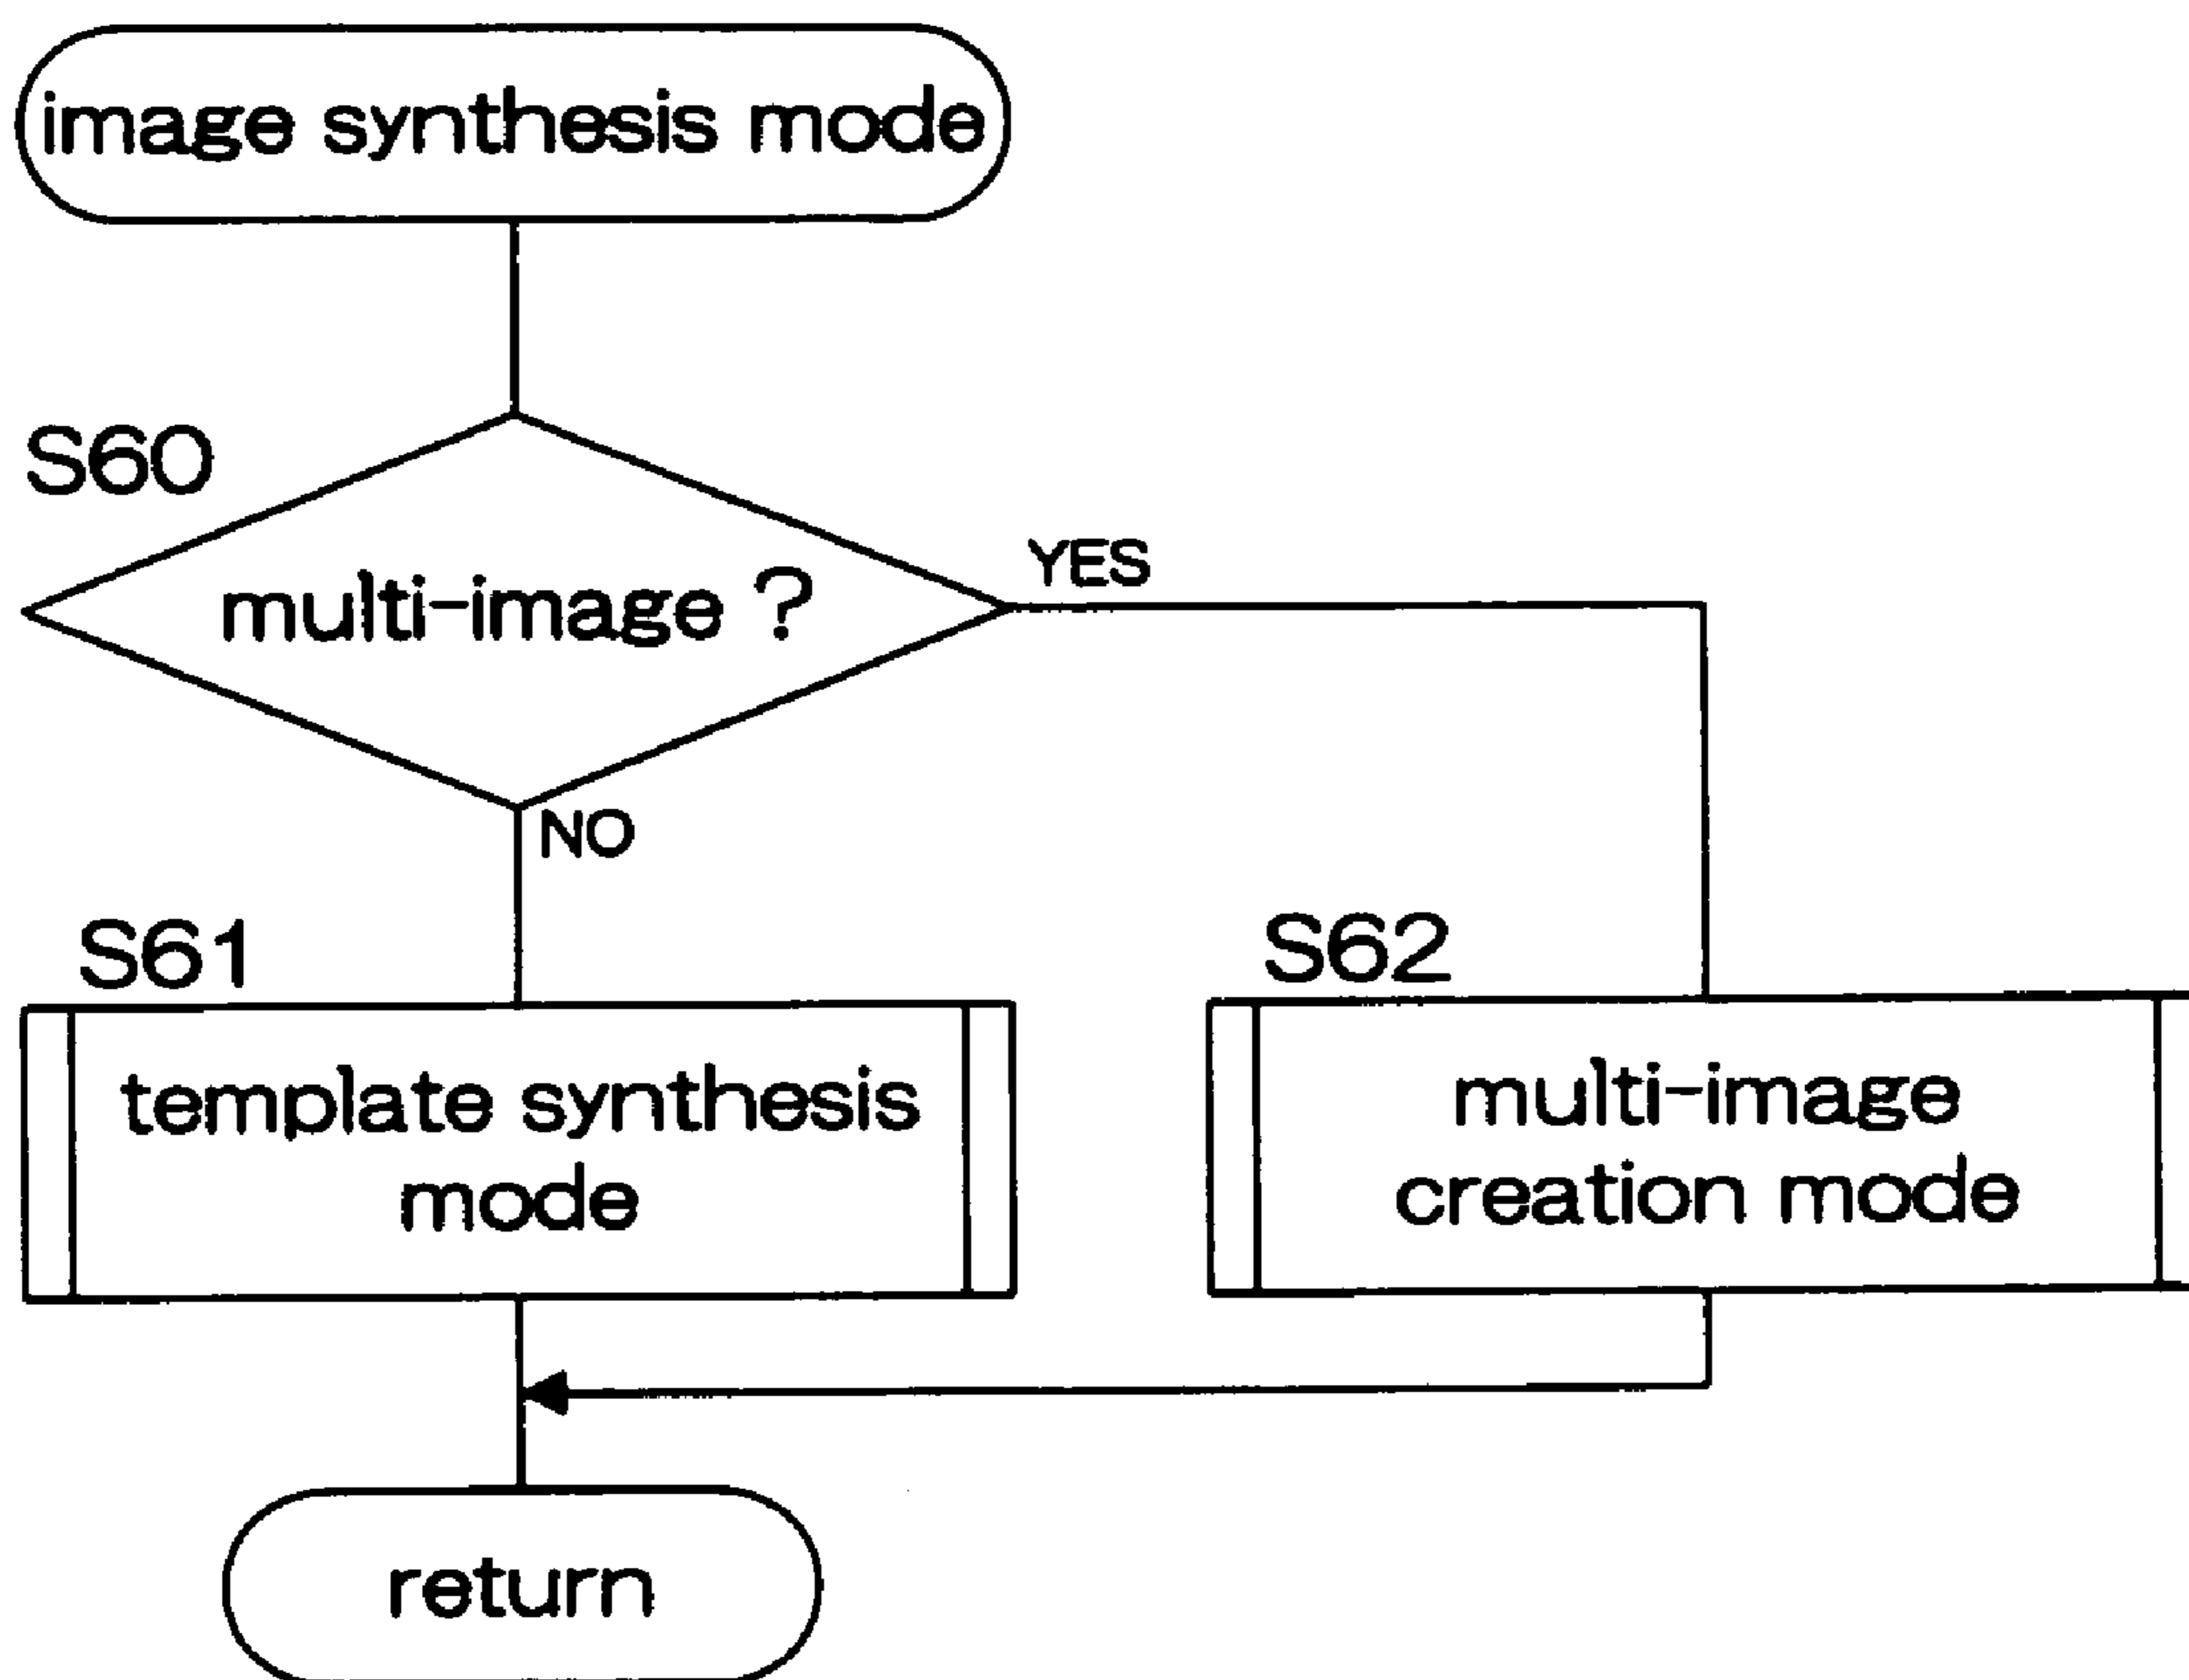 image synthesis mode
S60
multi-image ?
YES
NO
S61
template synthesis
mode
S62
multi-image
creation mode
return